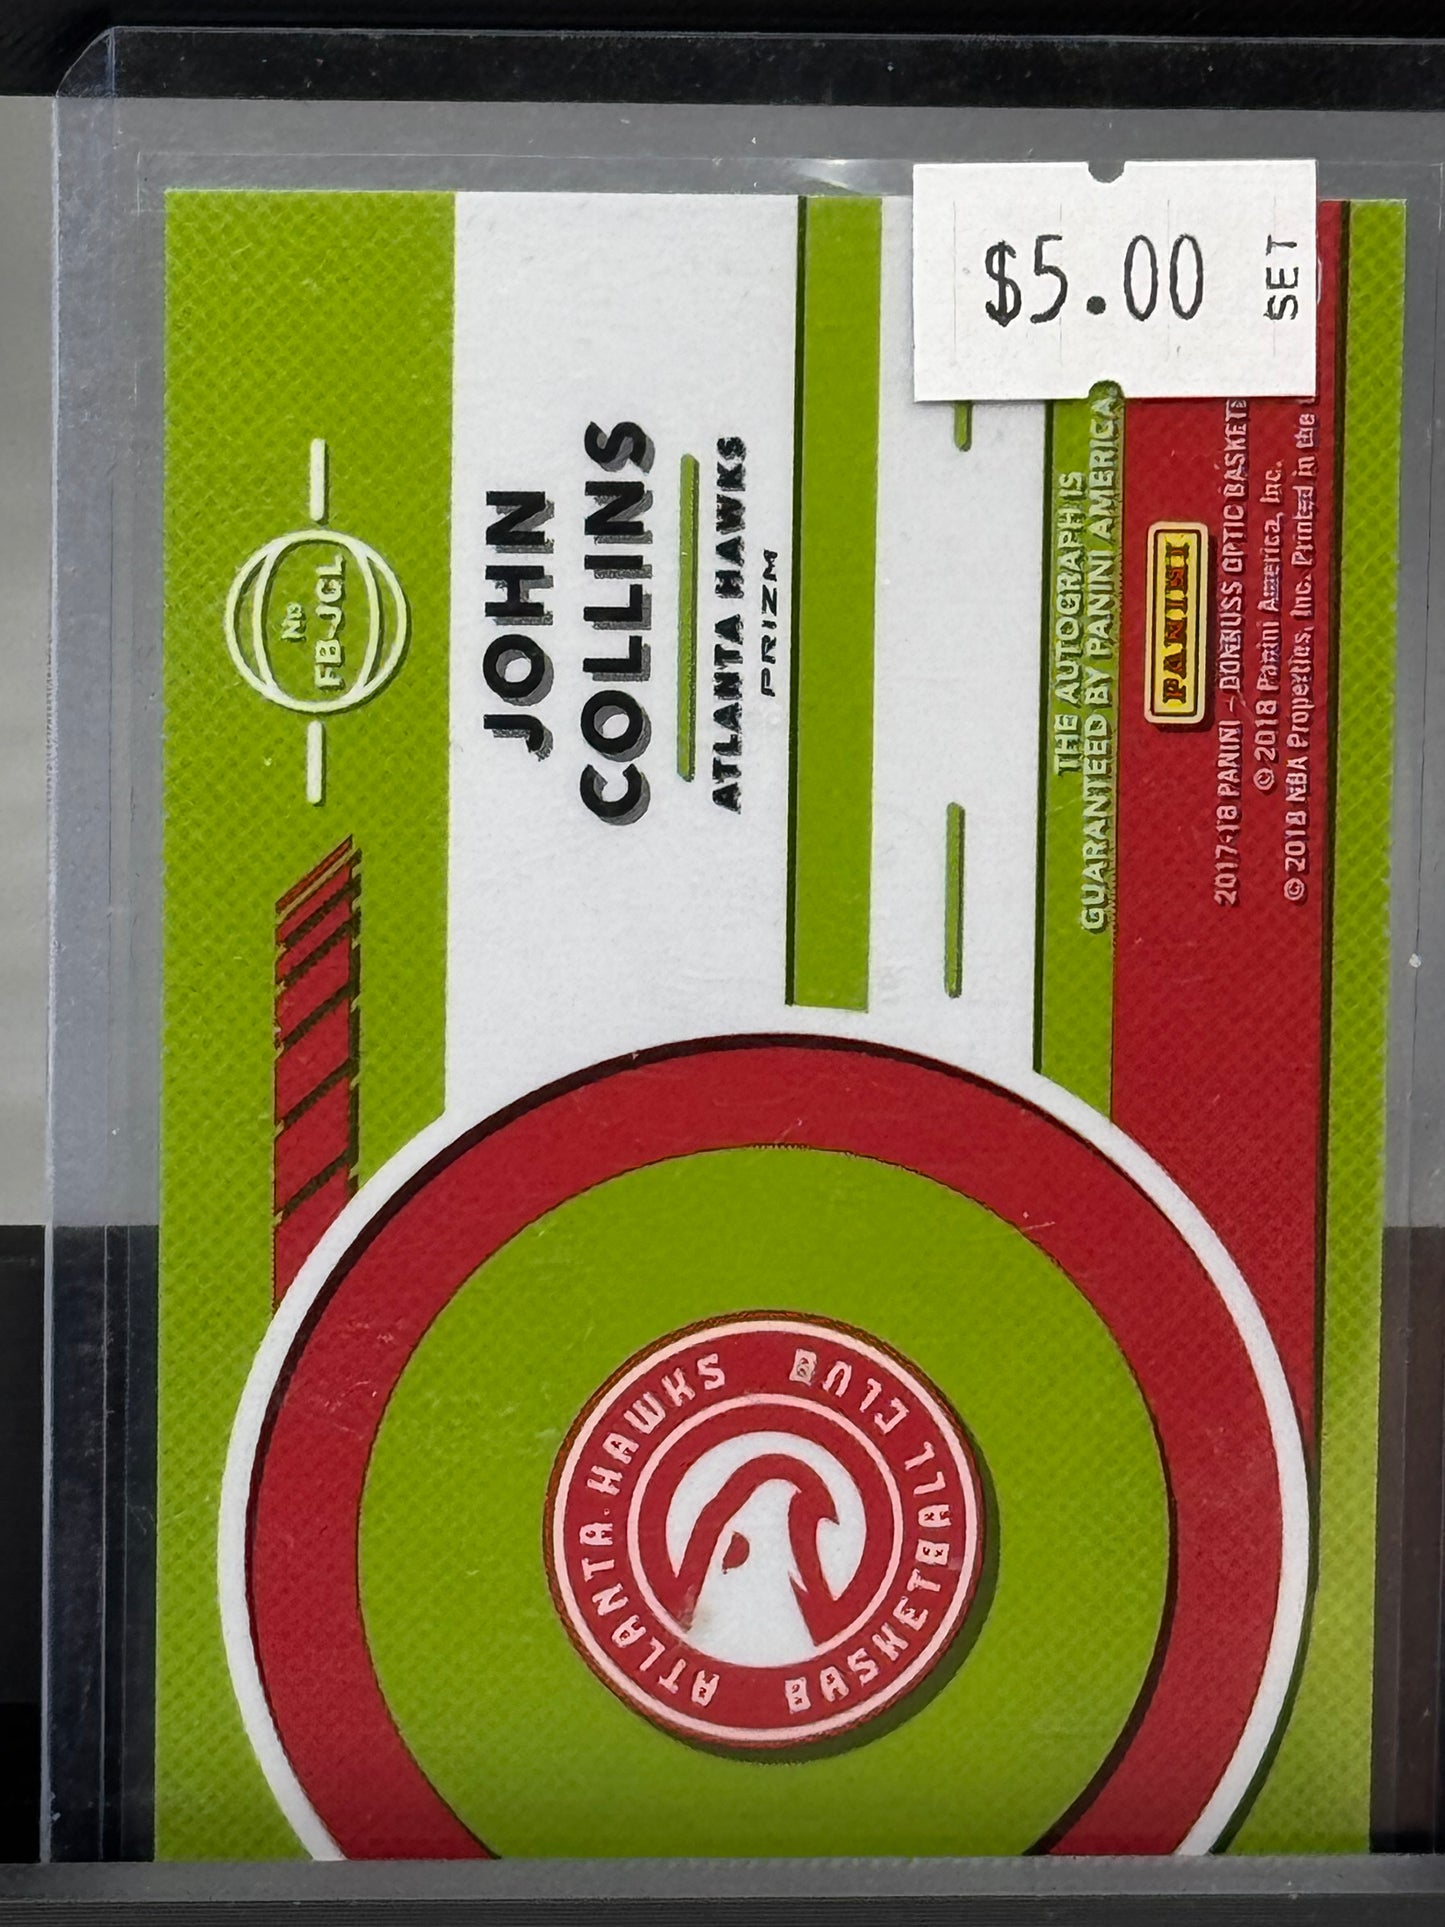 $5.00
SET
No
FB-JCL
JOHN
COLLINS
ATLANTA HAWKS
PRIZM
THE AUTOGRAPH IS
GUARANTEED BY PANINI AMERICA
PANINI
2017-18 PANINI – DONRUSS OPTIC BASKETB
© 2018 Panini America, Inc.
© 2018 NBA Properties, Inc. Printed in the
ATLANTA HAWKS
BASKETBALL CLUB